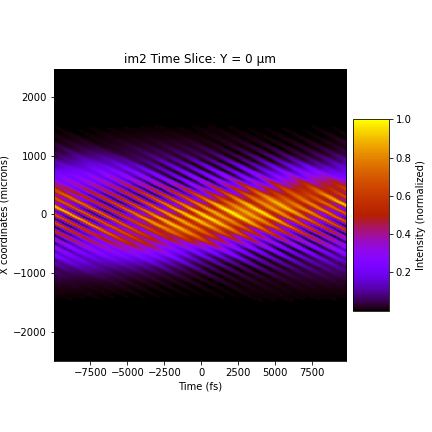 im2 Time Slice: Y = 0 μm
2000
1000
0
−1000
−2000
X coordinates (microns)
−7500 −5000 −2500 0 2500 5000 7500
Time (fs)
1.0
0.8
0.6
0.4
0.2
Intensity (normalized)